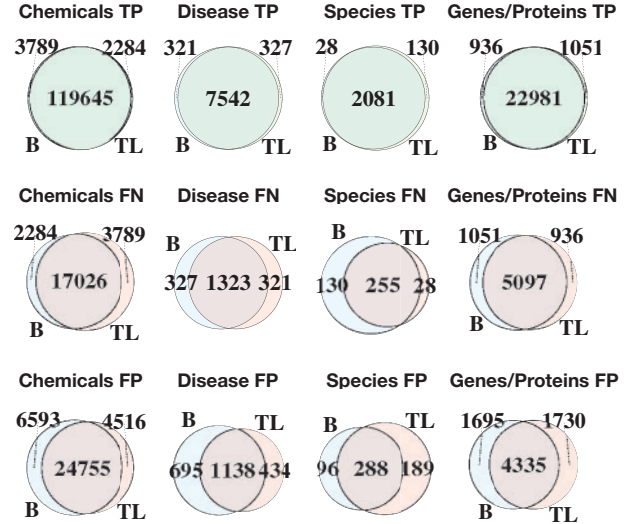 Chemicals TP Disease TP Species TP Genes/Proteins TP
3789 2284 321 327 28 130 936 1051
119645 7542 2081 22981
B TL B TL B TL B TL
Chemicals FN Disease FN Species FN Genes/Proteins FN
2284 3789 B TL B TL 1051 936
17026 327 1323 321 130 255 28 5097
B TL B TL
Chemicals FP Disease FP Species FP Genes/Proteins FP
6593 4516 B TL B TL 1695 1730
24755 695 1138 434 96 288 189 4335
B TL B TL